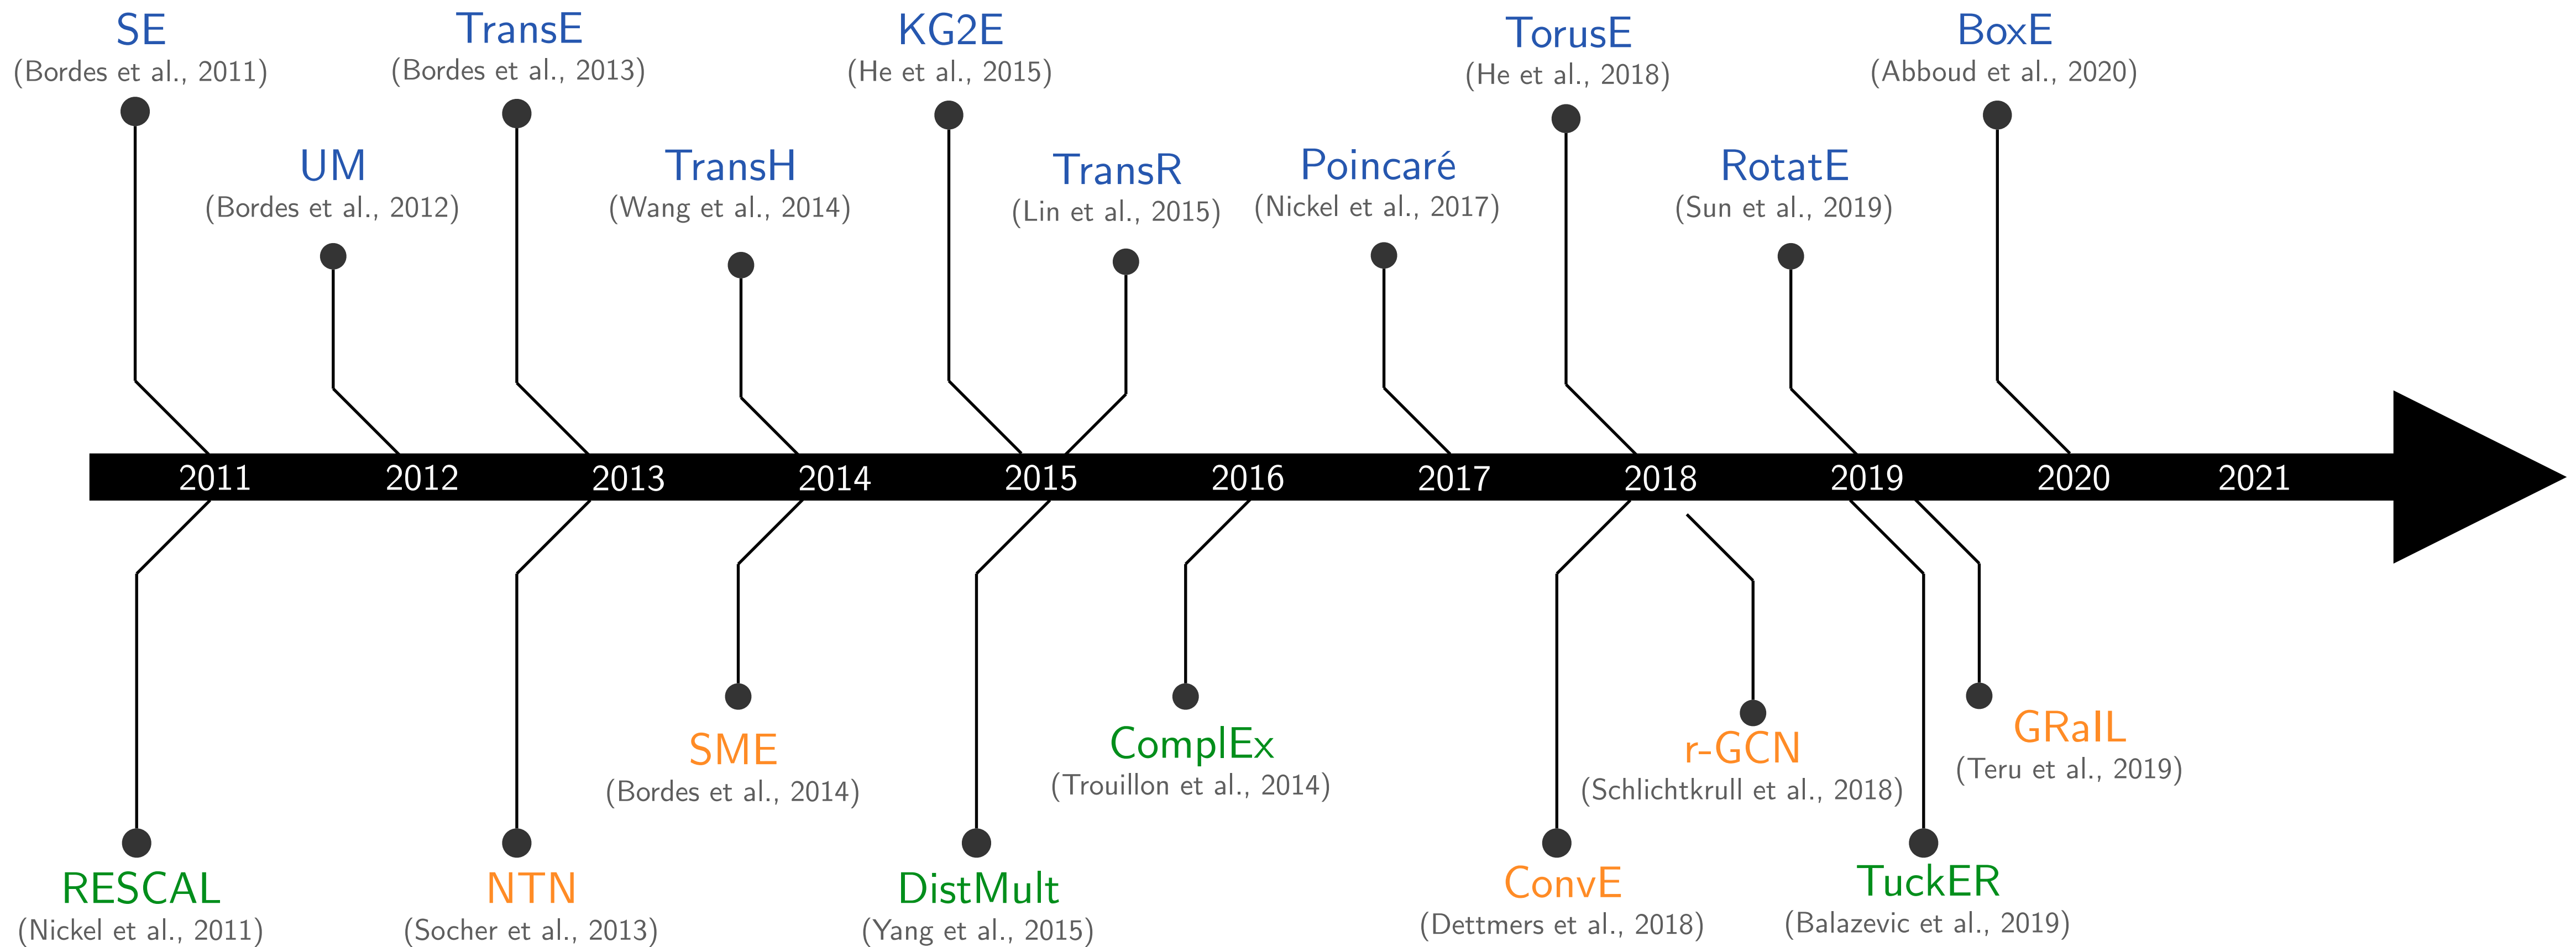 SE
(Bordes et al., 2011)
TransE
(Bordes et al., 2013)
KG2E
(He et al., 2015)
TorusE
(He et al., 2018)
BoxE
(Abboud et al., 2020)
UM
(Bordes et al., 2012)
TransH
(Wang et al., 2014)
TransR
(Lin et al., 2015)
Poincaré
(Nickel et al., 2017)
RotatE
(Sun et al., 2019)
2011 2012 2013 2014 2015 2016 2017 2018 2019 2020 2021
SME
(Bordes et al., 2014)
ComplEx
(Trouillon et al., 2014)
r-GCN
(Schlichtkrull et al., 2018)
GRaIL
(Teru et al., 2019)
RESCAL
(Nickel et al., 2011)
NTN
(Socher et al., 2013)
DistMult
(Yang et al., 2015)
ConvE
(Dettmers et al., 2018)
TuckER
(Balazevic et al., 2019)